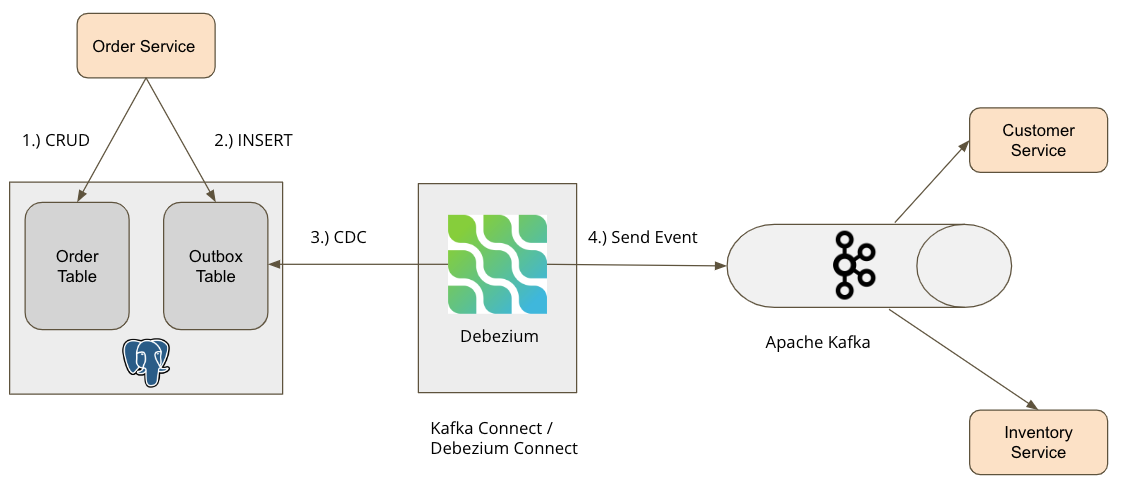 Order Service
1.) CRUD
2.) INSERT
Order
Table
Outbox
Table
3.) CDC
Debezium
Kafka Connect /
Debezium Connect
4.) Send Event
Apache Kafka
Customer
Service
Inventory
Service